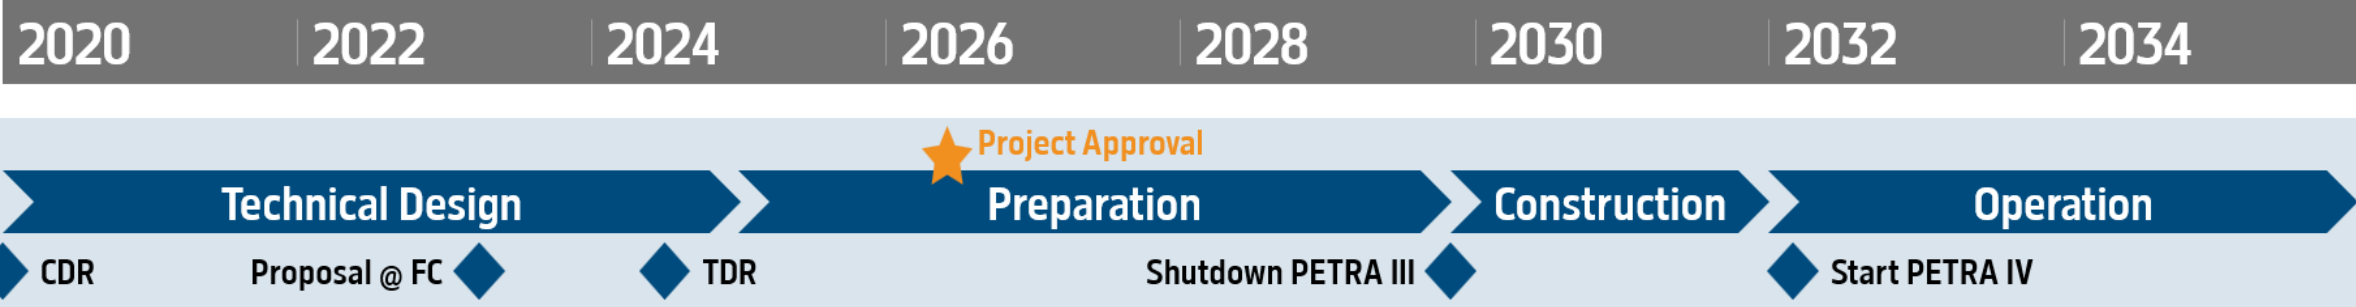 2020 2022 2024 2026 2028 2030 2032 2034
Project Approval
Technical Design Preparation Construction Operation
CDR Proposal @ FC TDR Shutdown PETRA III Start PETRA IV